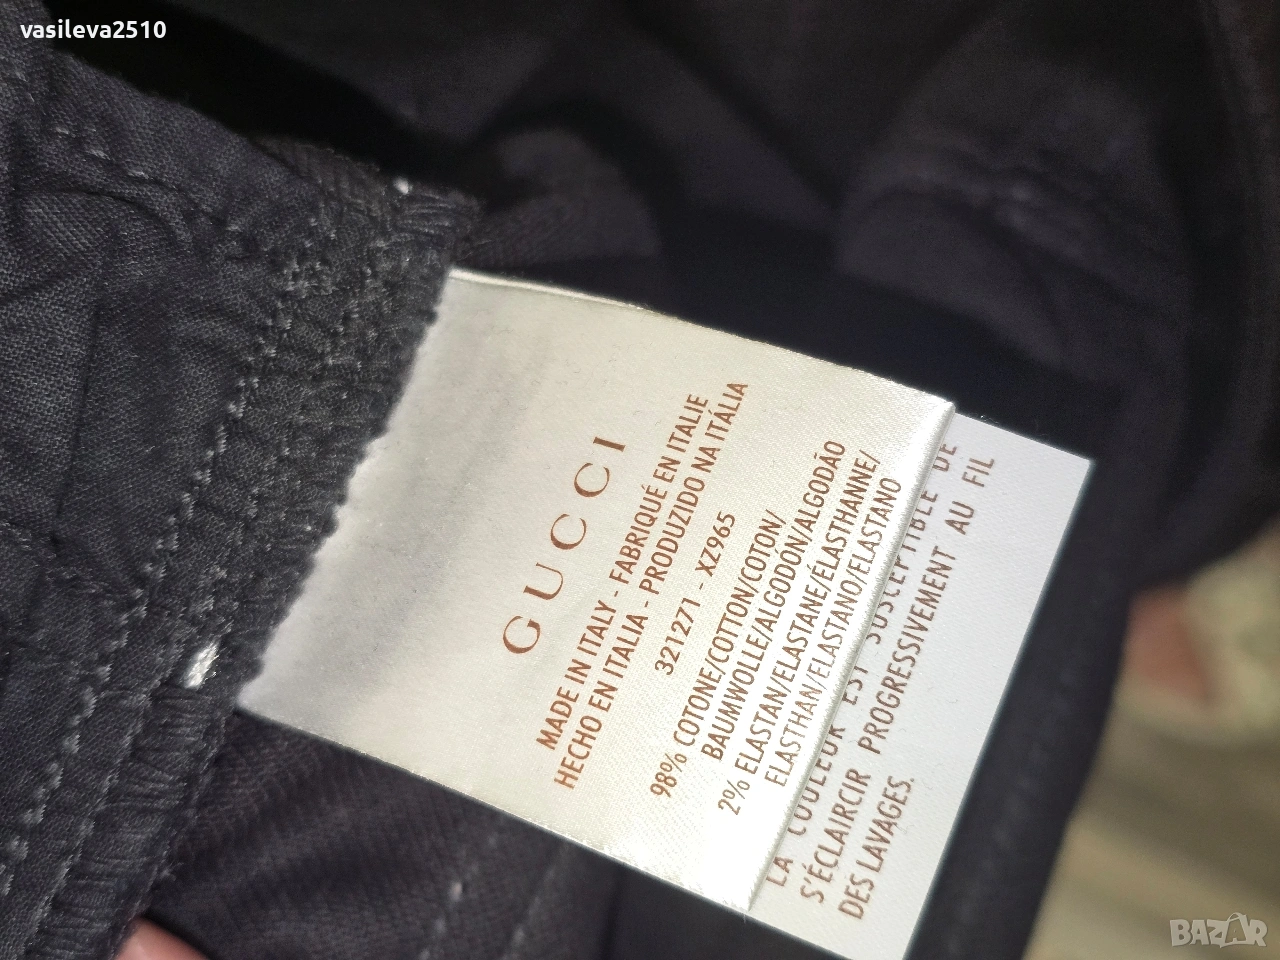 vasileva2510
GUCCI
MADE IN ITALY - FABRIQUÉ EN ITALIE
HECHO EN ITALIA - PRODUZIDO NA ITÁLIA
321271 - XZ965
98% COTONE/COTTON/COTON/
BAUMWOLLE/ALGODÓN/ALGODÃO
2% ELASTAN/ELASTANE/ÉLASTHANNE/
ELASTHAN/ELASTANO/ELASTANO
LA COULEUR EST SUSCEPTIBLE DE
S'ÉCLAIRCIR PROGRESSIVEMENT AU FIL
DES LAVAGES.
BAZAR